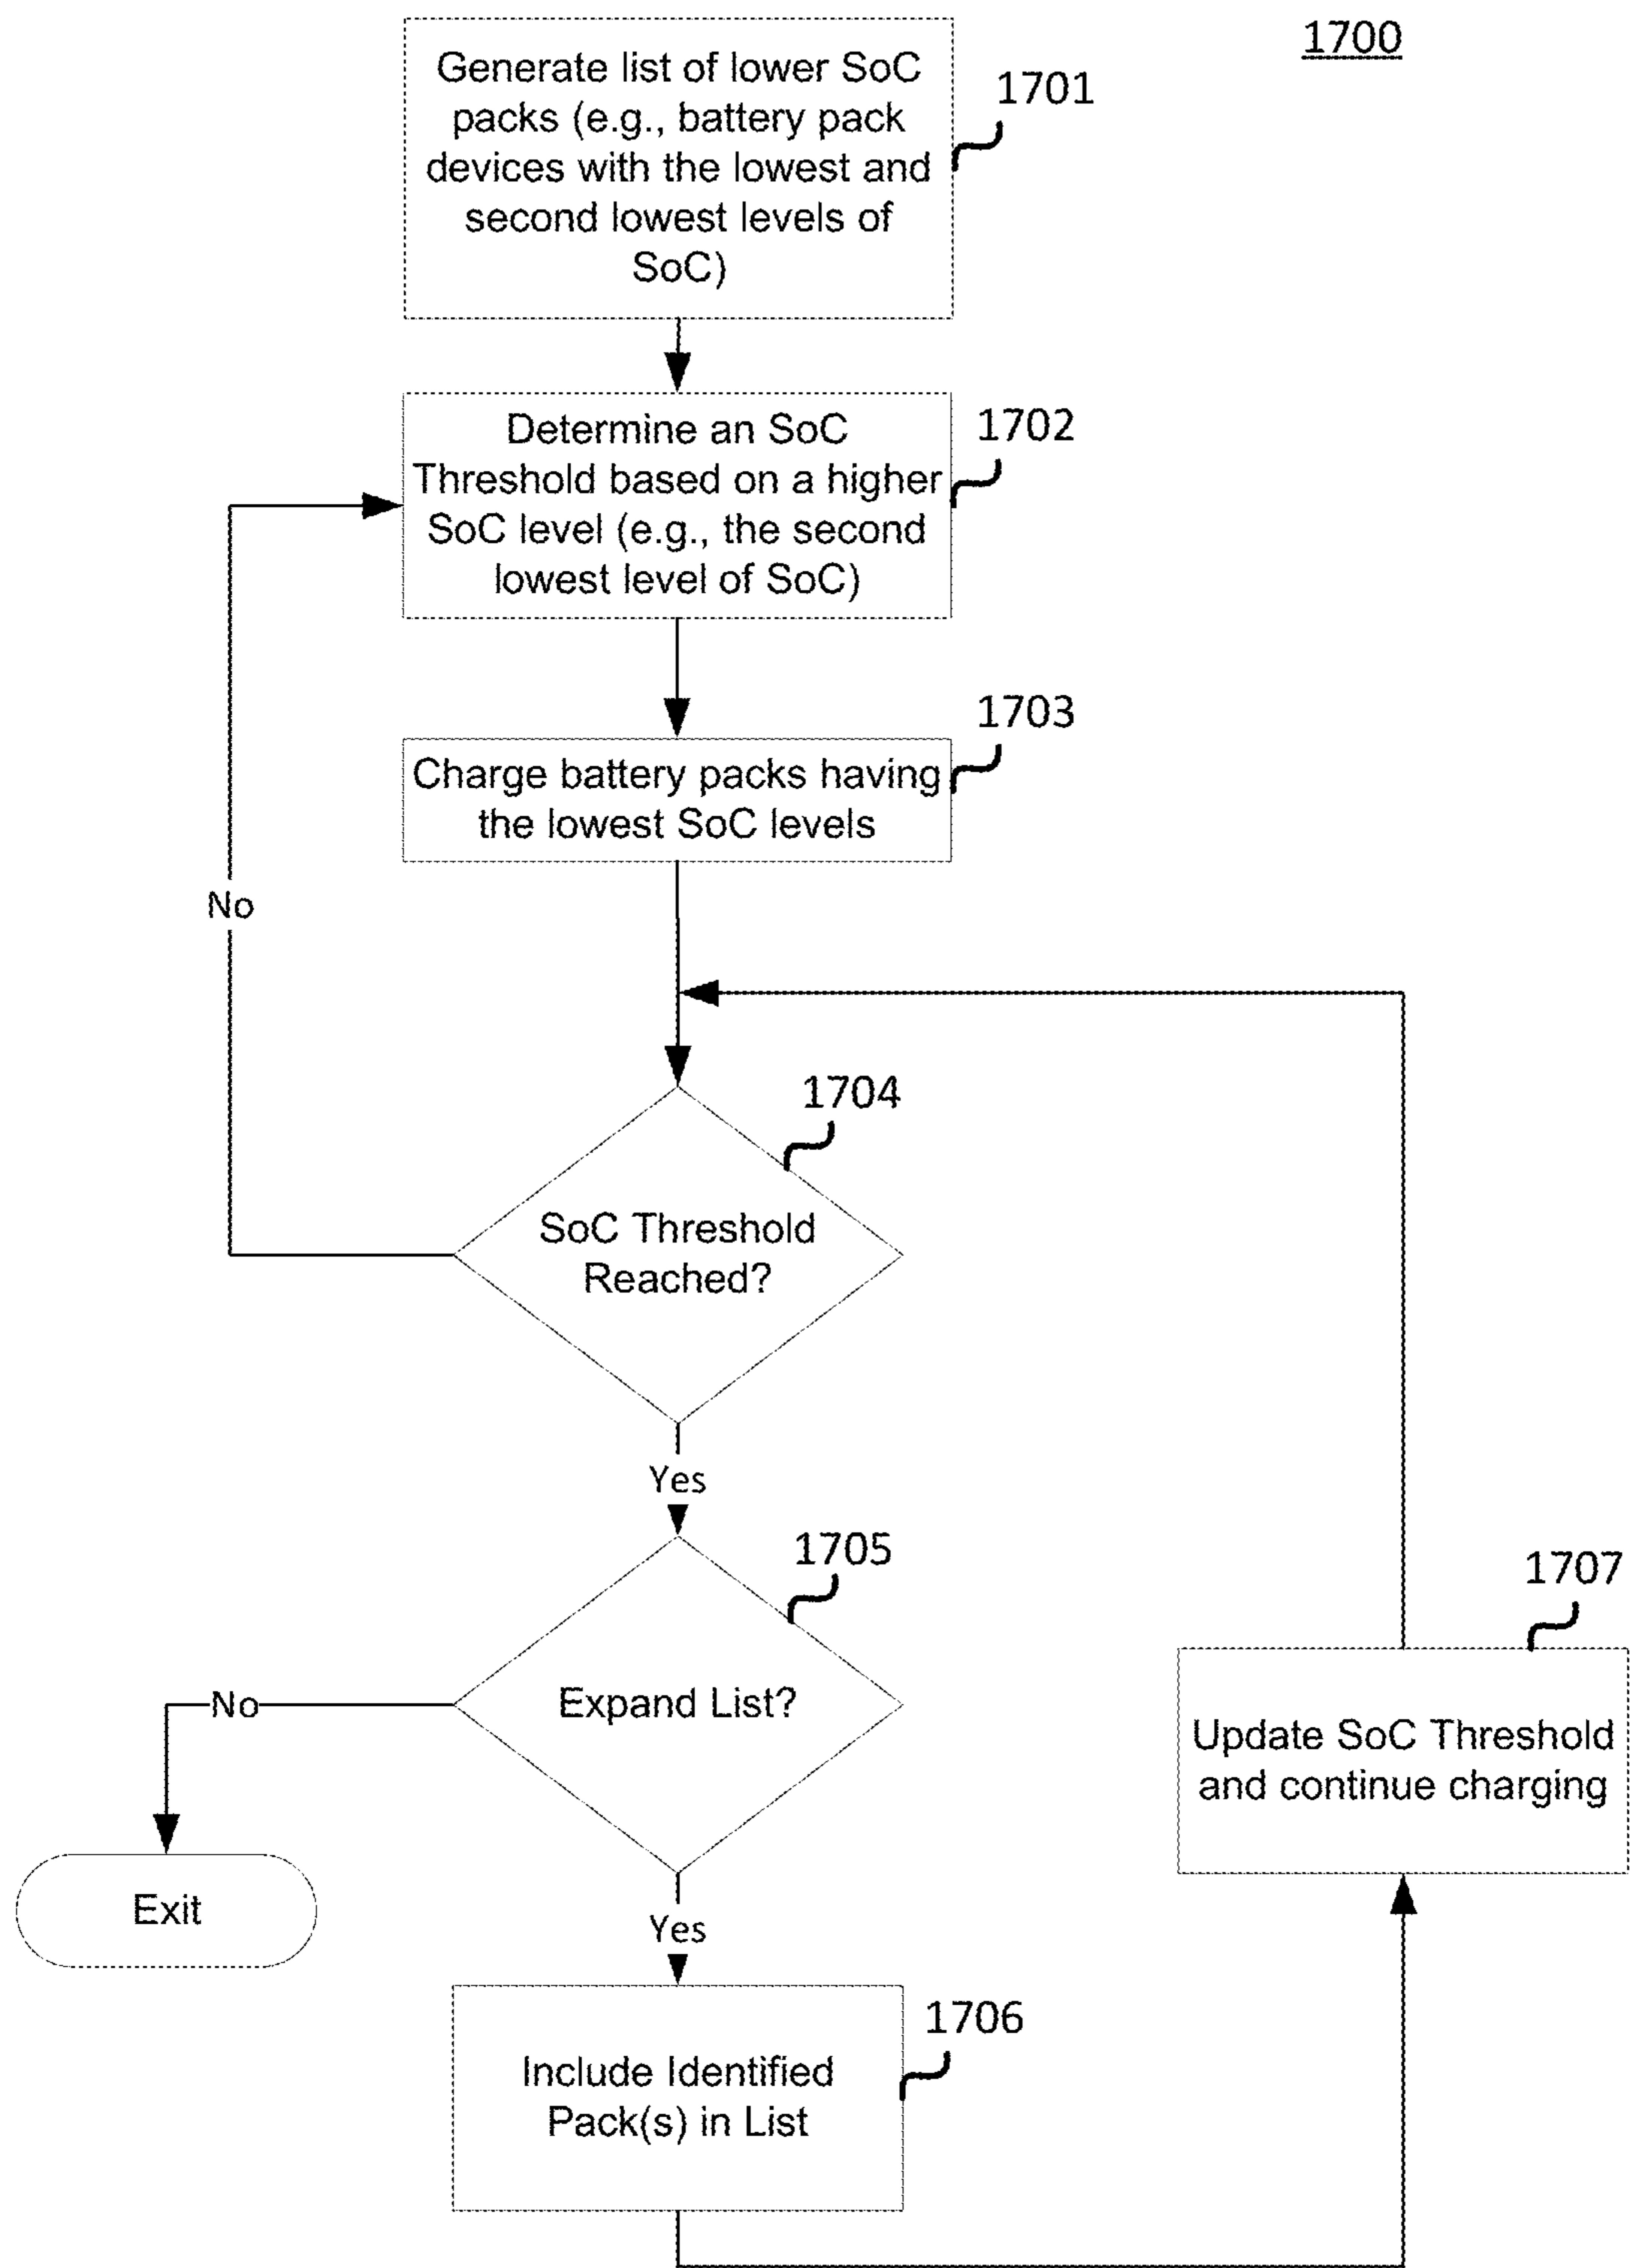 1700
Generate list of lower SoC
packs (e.g., battery pack
devices with the lowest and
second lowest levels of
SoC)
1701
Determine an SoC
Threshold based on a higher
SoC level (e.g., the second
lowest level of SoC)
1702
Charge battery packs having
the lowest SoC levels
1703
No
1704
SoC Threshold
Reached?
Yes
1705
Expand List?
No
Exit
Yes
1706
Include Identified
Pack(s) in List
1707
Update SoC Threshold
and continue charging